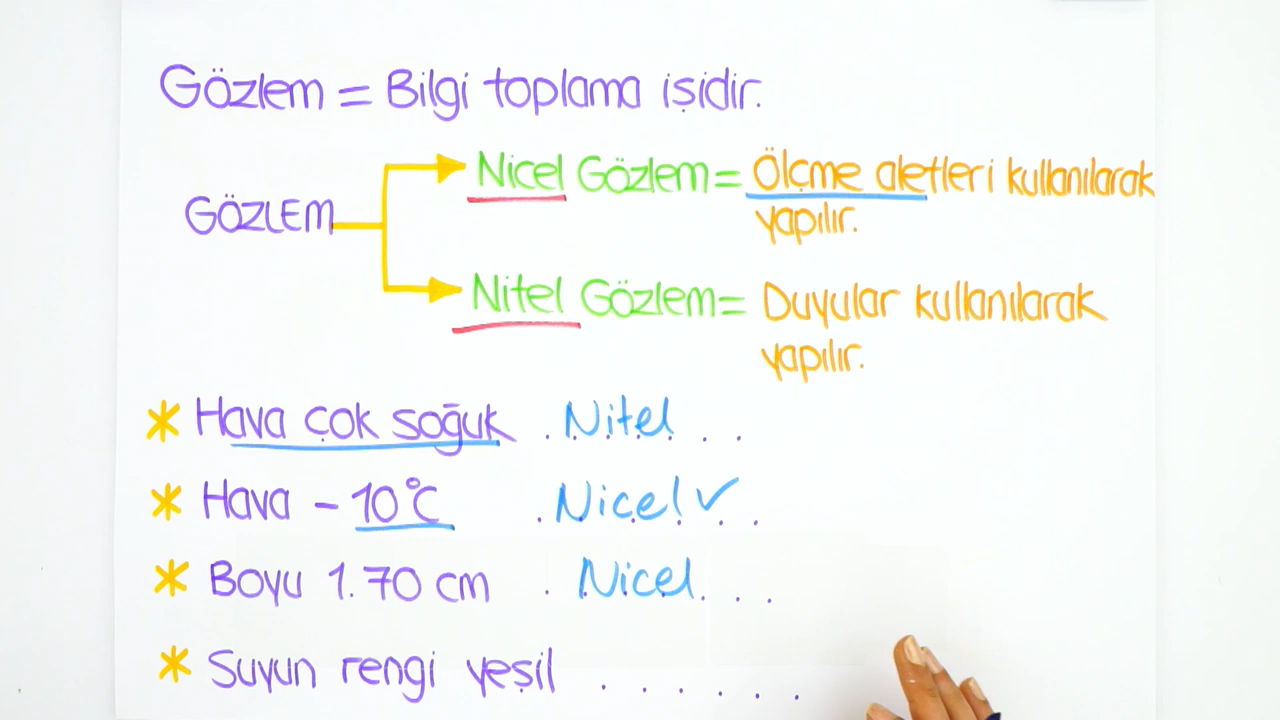 Gözlem = Bilgi toplama işidir.
GÖZLEM
Nicel Gözlem = Ölçme aletleri kullanılarak
yapılır.
Nitel Gözlem = Duyular kullanılarak
yapılır.
* Hava çok soğuk . Nitel . .
* Hava - 10°C . Nicel ✓ . .
* Boyu 1.70 cm . Nicel . . .
* Suyun rengi yeşil . . . . . .